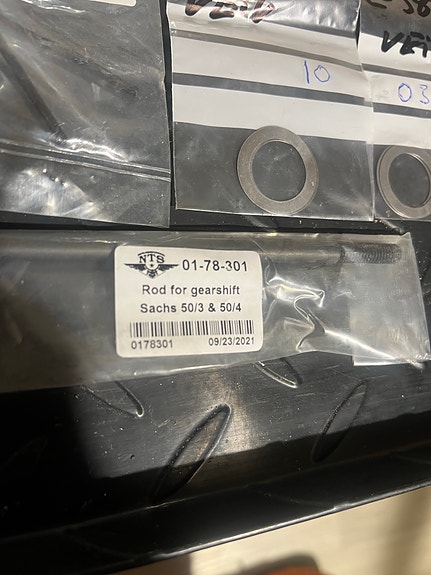 10
03
NTS
01-78-301
Rod for gearshift
Sachs 50/3 & 50/4
0178301 09/23/2021